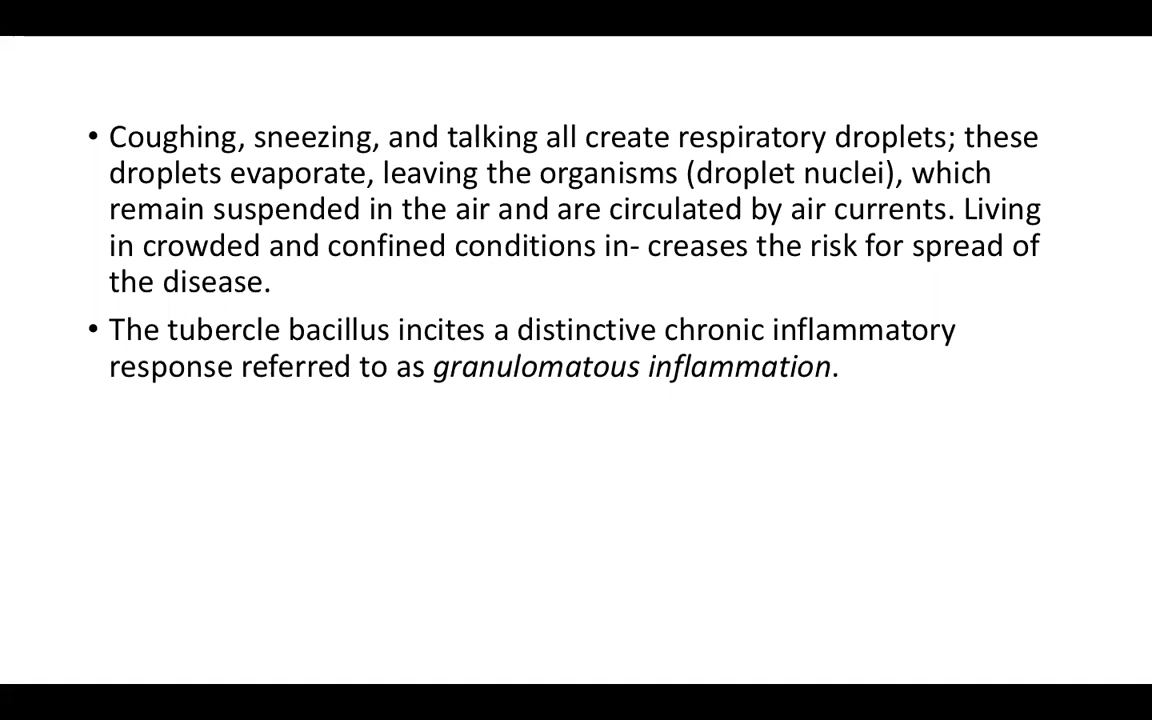 • Coughing, sneezing, and talking all create respiratory droplets; these
droplets evaporate, leaving the organisms (droplet nuclei), which
remain suspended in the air and are circulated by air currents. Living
in crowded and confined conditions in- creases the risk for spread of
the disease.
• The tubercle bacillus incites a distinctive chronic inflammatory
response referred to as granulomatous inflammation.